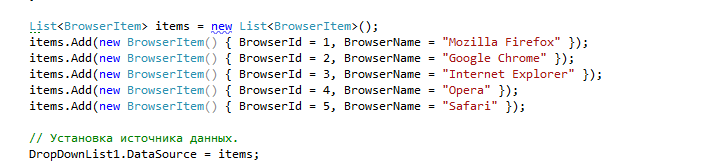 List<BrowserItem> items = new List<BrowserItem>();
items.Add(new BrowserItem() { BrowserId = 1, BrowserName = "Mozilla Firefox" });
items.Add(new BrowserItem() { BrowserId = 2, BrowserName = "Google Chrome" });
items.Add(new BrowserItem() { BrowserId = 3, BrowserName = "Internet Explorer" });
items.Add(new BrowserItem() { BrowserId = 4, BrowserName = "Opera" });
items.Add(new BrowserItem() { BrowserId = 5, BrowserName = "Safari" });
// Установка источника данных.
DropDownList1.DataSource = items;